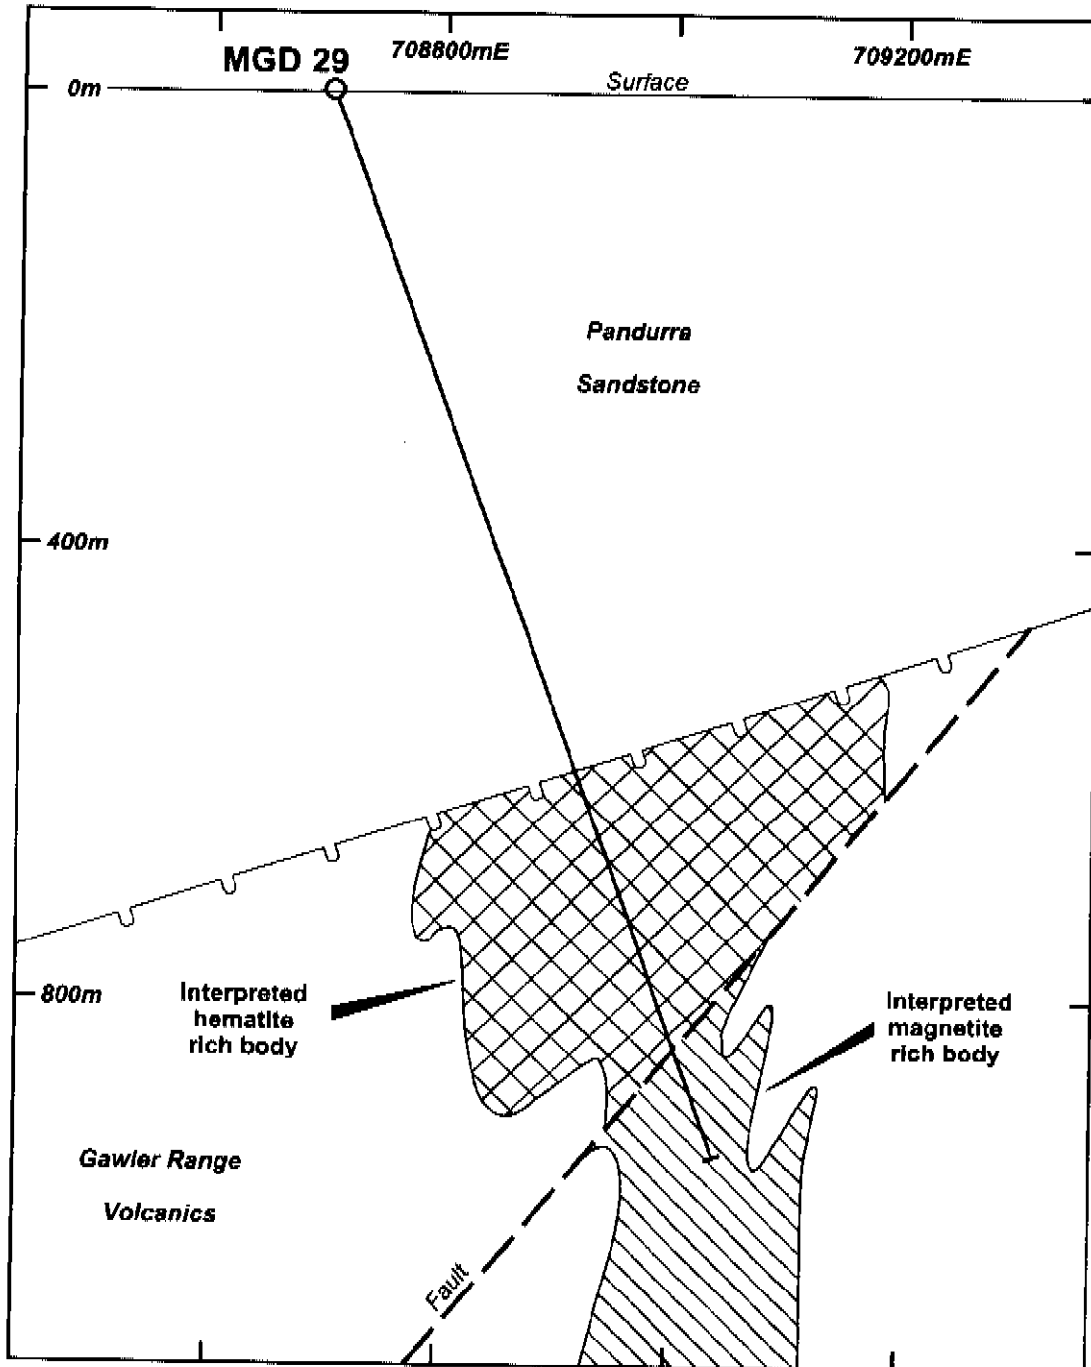 708800mE
709200mE
MGD 29
0m
Surface
Pandurra
Sandstone
400m
800m
Interpreted
hematite
rich body
Interpreted
magnetite
rich body
Gawler Range
Volcanics
Fault